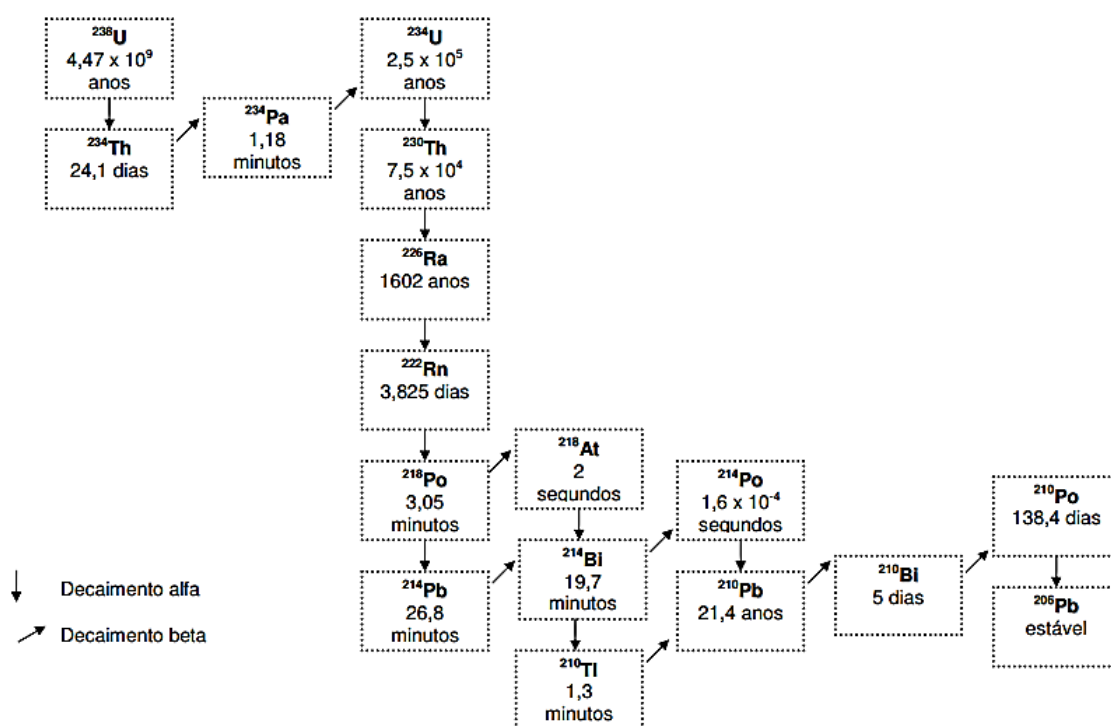 ²³⁸U
4,47 x 10⁹
anos
²³⁴U
2,5 x 10⁵
anos
²³⁴Pa
1,18
minutos
²³⁴Th
24,1 dias
²³⁰Th
7,5 x 10⁴
anos
²²⁶Ra
1602 anos
²²²Rn
3,825 dias
²¹⁸Po
3,05
minutos
²¹⁸At
2
segundos
²¹⁴Po
1,6 x 10⁻⁴
segundos
²¹⁰Po
138,4 dias
²¹⁴Pb
26,8
minutos
²¹⁴Bi
19,7
minutos
²¹⁰Pb
21,4 anos
²¹⁰Bi
5 dias
²⁰⁶Pb
estável
²¹⁰Tl
1,3
minutos
Decaimento alfa
Decaimento beta